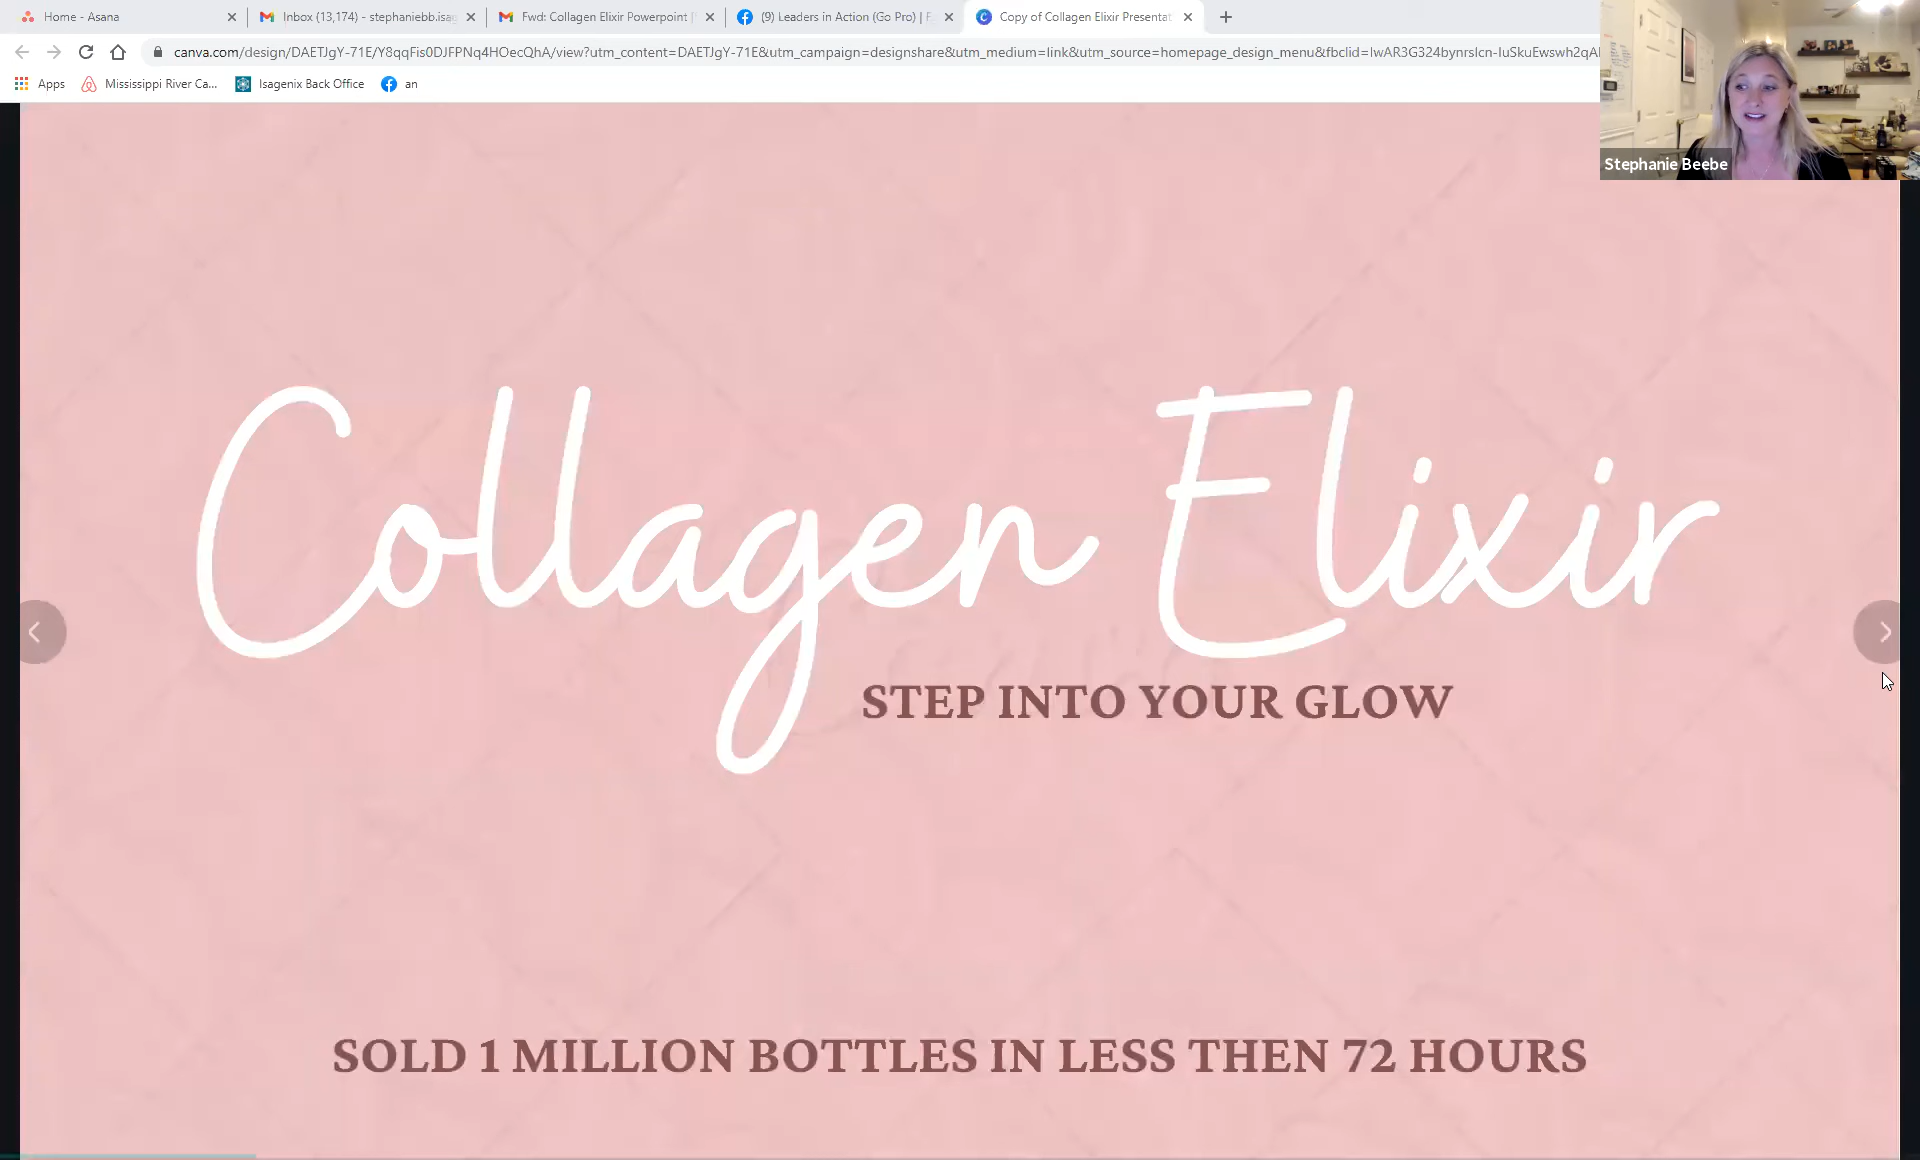 Home - Asana
Inbox (13,174) - stephaniebb.isag
Fwd: Collagen Elixir Powerpoint
(9) Leaders in Action (Go Pro) | F
Copy of Collagen Elixir Presentat
canva.com/design/DAETJgY-71E/Y8qqFis0DJFPNq4HOecQhA/view?utm_content=DAETJgY-71E&utm_campaign=designshare&utm_medium=link&utm_source=homepage_design_menu&fbclid=IwAR3G324bynrsIcn-IuSkuEwswh2qAl
Apps
Mississippi River Ca...
Isagenix Back Office
an
Stephanie Beebe
Collagen Elixir
STEP INTO YOUR GLOW
SOLD 1 MILLION BOTTLES IN LESS THEN 72 HOURS